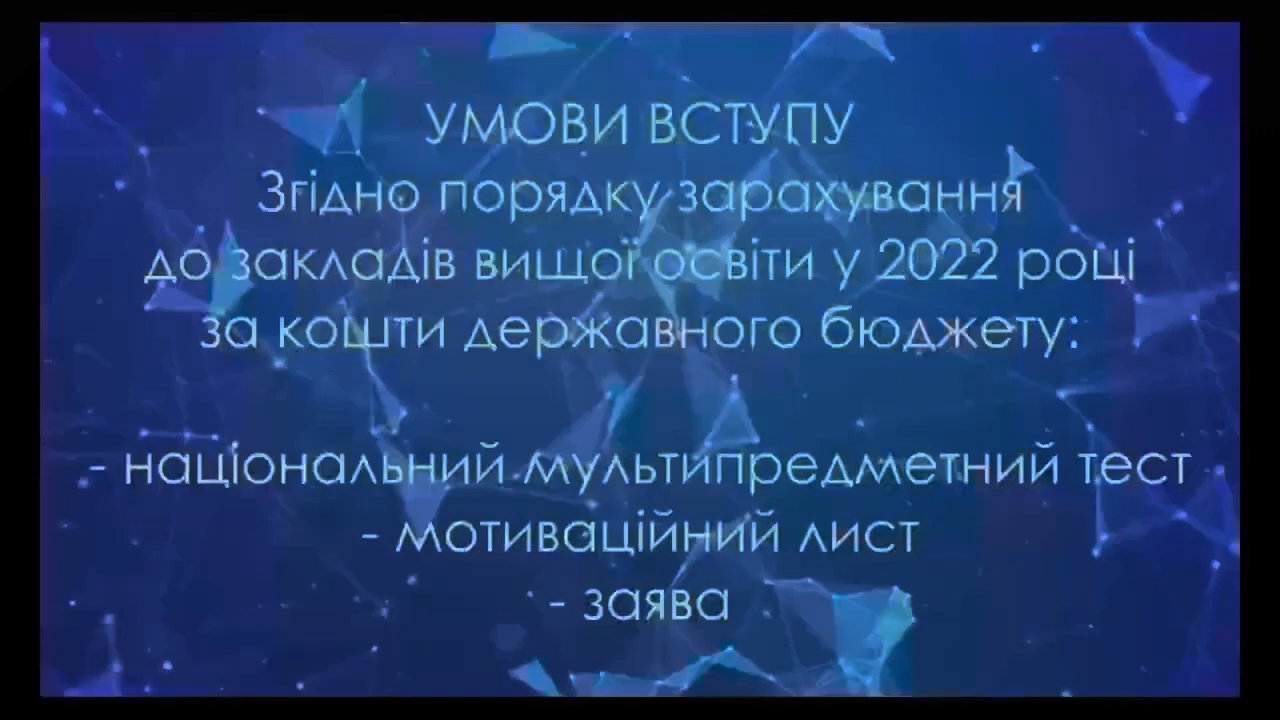 УМОВИ ВСТУПУ
Згідно порядку зарахування
до закладів вищої освіти у 2022 році
за кошти державного бюджету:
- національний мультипредметний тест
- мотиваційний лист
- заява